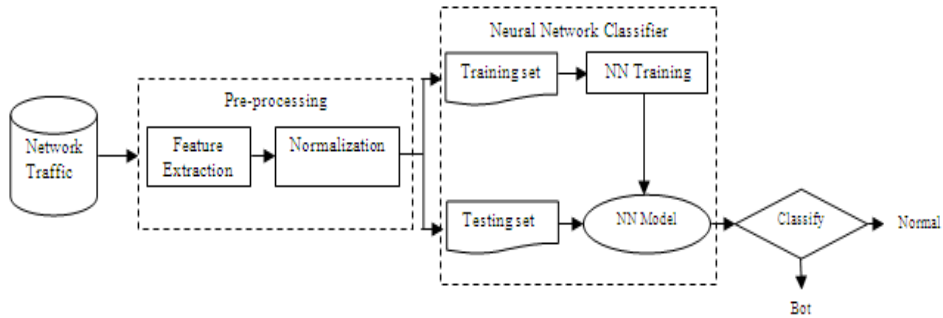 Neural Network Classifier
Training set
NN Training
Pre-processing
Network
Traffic
Feature
Extraction
Normalization
Testing set
NN Model
Classify
Normal
Bot